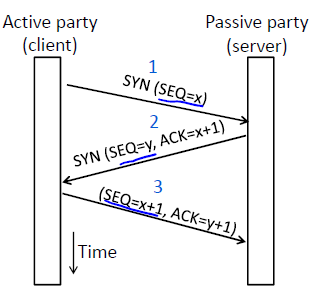 Active party
(client)
Passive party
(server)
1
SYN (SEQ=x)
2
SYN (SEQ=y, ACK=x+1)
3
(SEQ=x+1, ACK=y+1)
Time